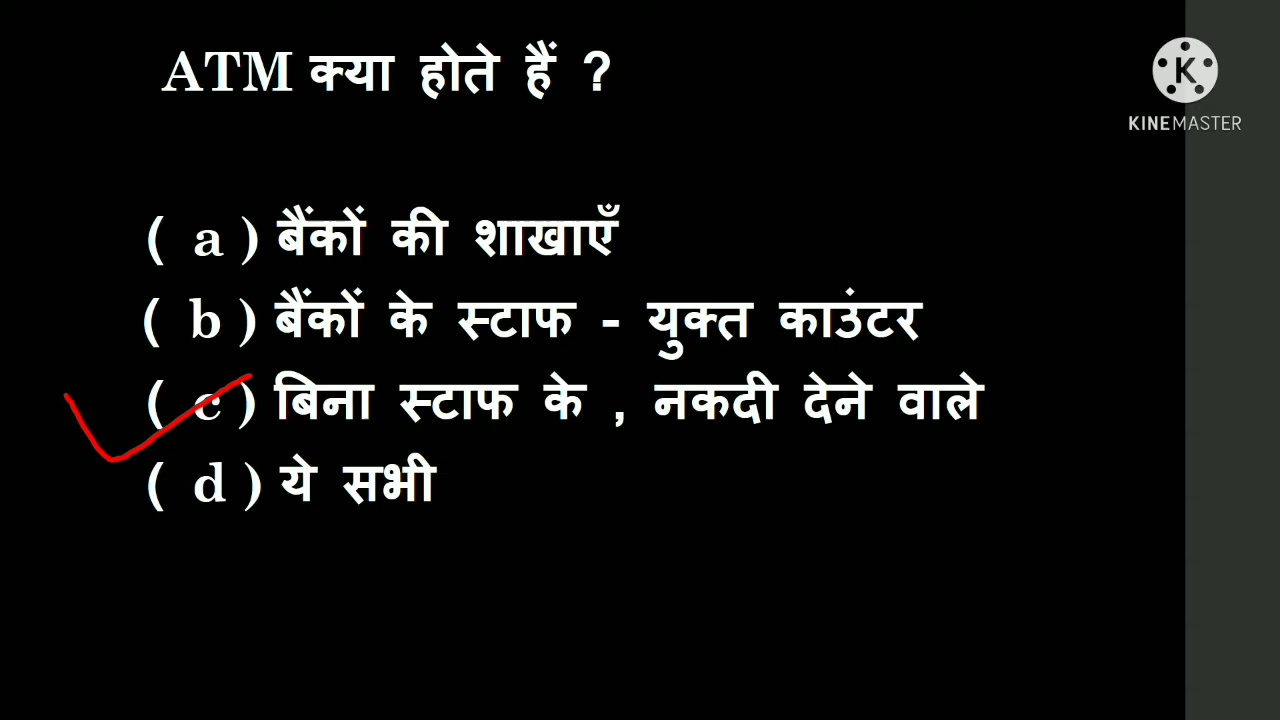 ATM क्या होते हैं ?
K
KINEMASTER
( a ) बैंकों की शाखाएँ
( b ) बैंकों के स्टाफ - युक्त काउंटर
( c ) बिना स्टाफ के , नकदी देने वाले
( d ) ये सभी